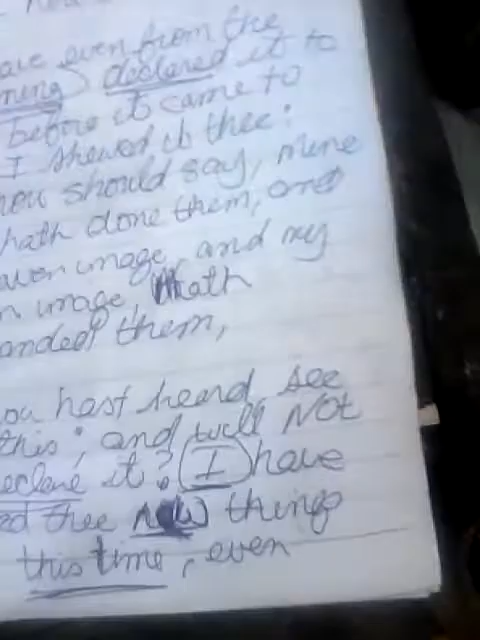 ave even from the
ning declared it to
before it came to
I shewed it thee:
hou should say, Mine
hath done them, and
aven image, and my
n image, hath
anded them,
ou hast heard, see
this; and will Not
eclare it? I have
ed thee new things
this time, even